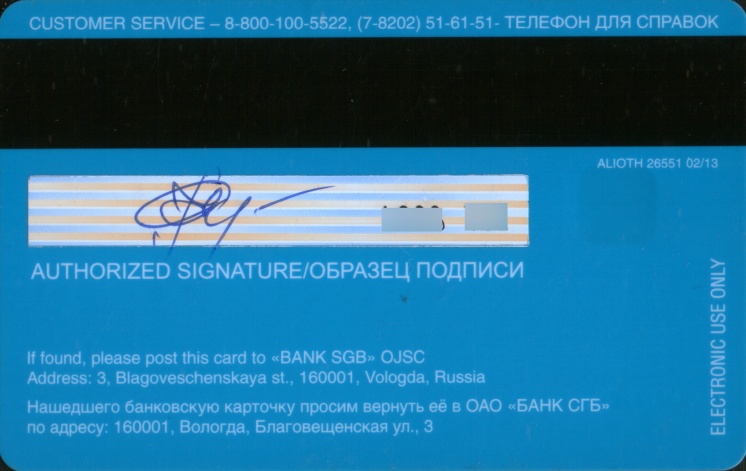 CUSTOMER SERVICE – 8-800-100-5522, (7-8202) 51-61-51- ТЕЛЕФОН ДЛЯ СПРАВОК
ALIOTH 26551 02/13
AUTHORIZED SIGNATURE/ОБРАЗЕЦ ПОДПИСИ
ELECTRONIC USE ONLY
If found, please post this card to «BANK SGB» OJSC
Address: 3, Blagoveschenskaya st., 160001, Vologda, Russia
Нашедшего банковскую карточку просим вернуть её в ОАО «БАНК СГБ»
по адресу: 160001, Вологда, Благовещенская ул., 3